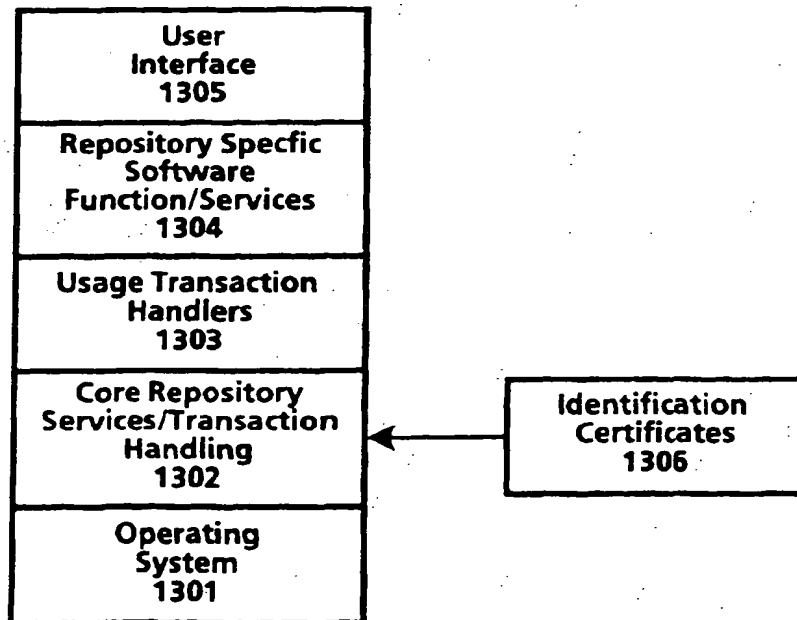 User
Interface
1305
Repository Specfic
Software
Function/Services
1304
Usage Transaction
Handlers
1303
Core Repository
Services/Transaction
Handling
1302
Identification
Certificates
1306
Operating
System
1301